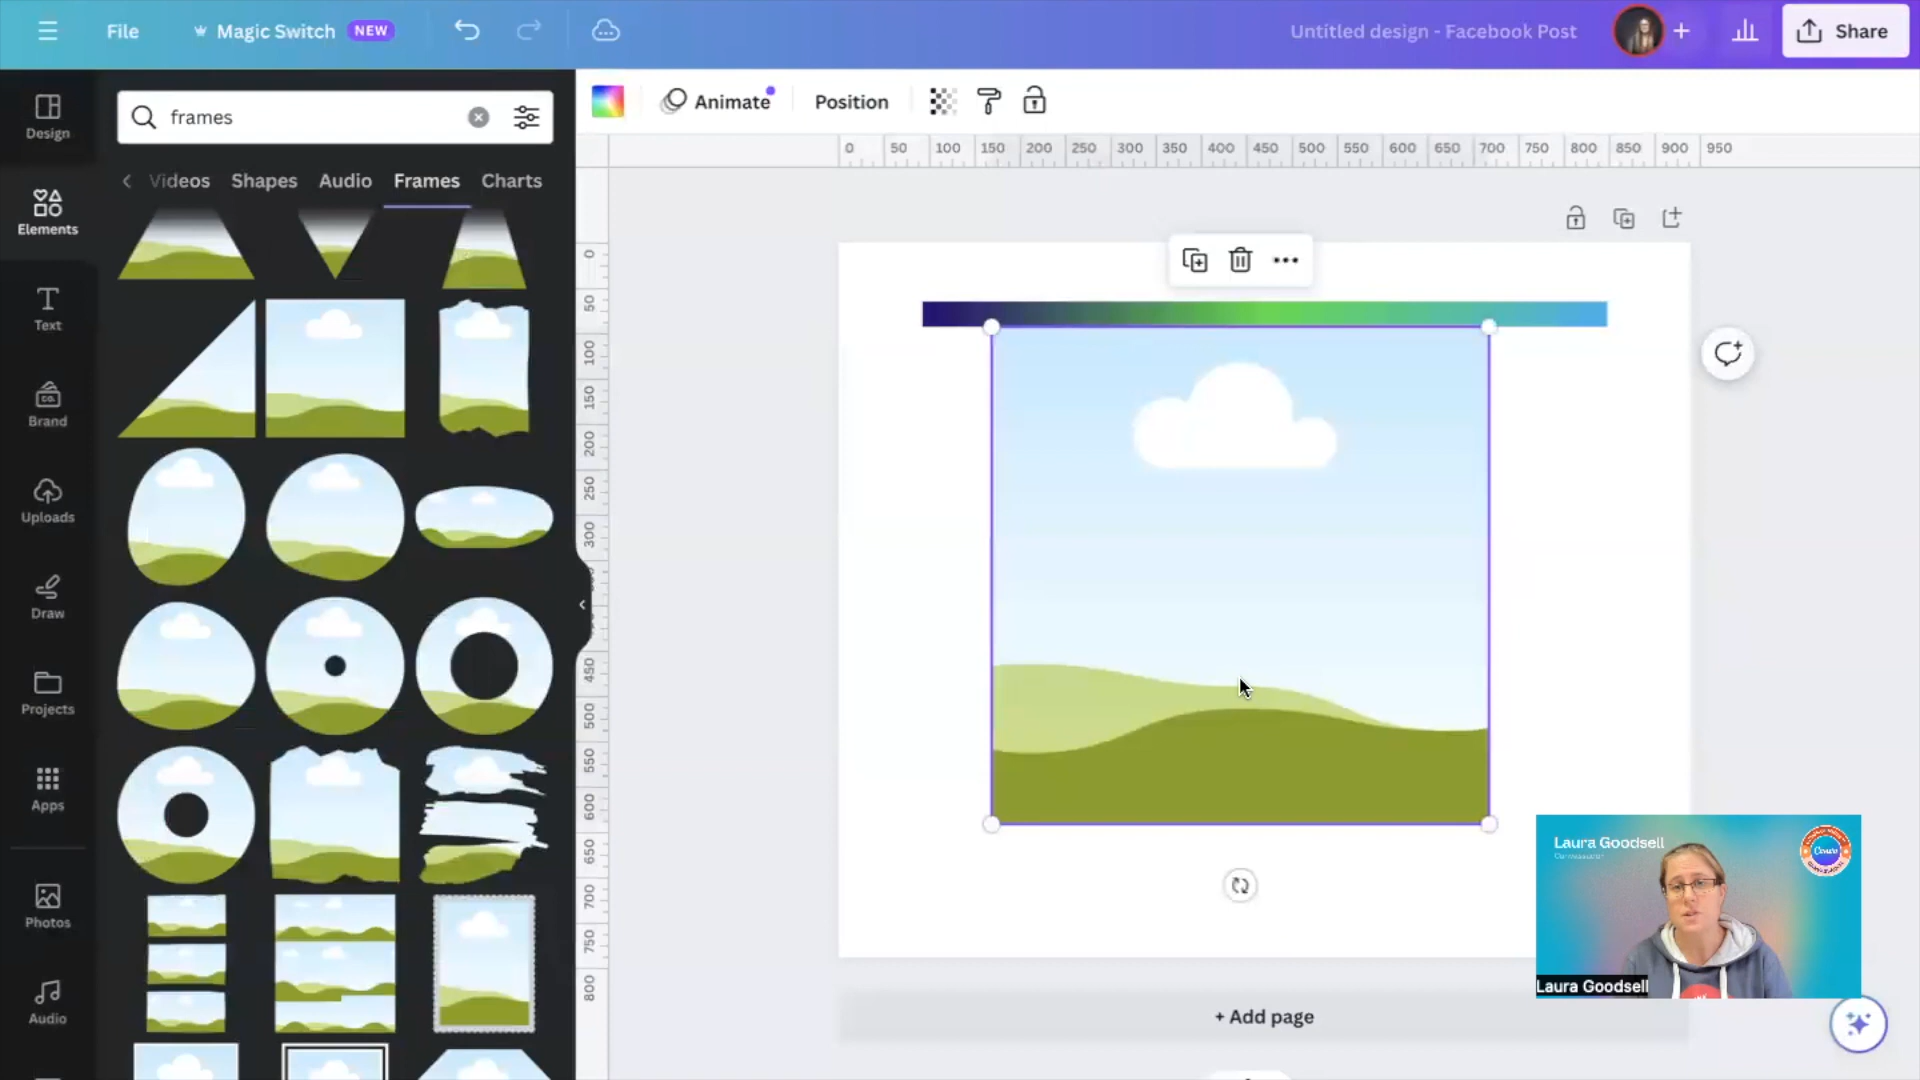 File
Magic Switch NEW
Untitled design - Facebook Post
Share
Design
Elements
Text
Brand
Uploads
Draw
Projects
Apps
Photos
Audio
frames
Videos Shapes Audio Frames Charts
Animate
Position
0 50 100 150 200 250 300 350 400 450 500 550 600 650 700 750 800 850 900 950
0
50
100
150
200
250
300
450
500
550
600
650
700
750
800
+ Add page
Laura Goodsell
Canva
Laura Goodsell